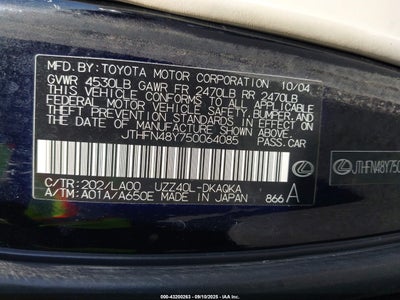 MFD. BY: TOYOTA MOTOR CORPORATION 10/04
GVWR 4530LB GAWR FR 2470LB RR 2470LB
THIS VEHICLE CONFORMS TO ALL APPLICABLE
FEDERAL MOTOR VEHICLE SAFETY, BUMPER, AND
THEFT PREVENTION STANDARDS IN EFFECT ON
THE DATE OF MANUFACTURE SHOWN ABOVE.
JTHFN48Y750064085 PASS.CAR
C/TR: 202/LA00 UZZ40L-DKAQKA A
A/TM: A01A/A650E MADE IN JAPAN 866
JTHFN48Y750
000-43200263 - 09/10/2025 - IAAI.COM